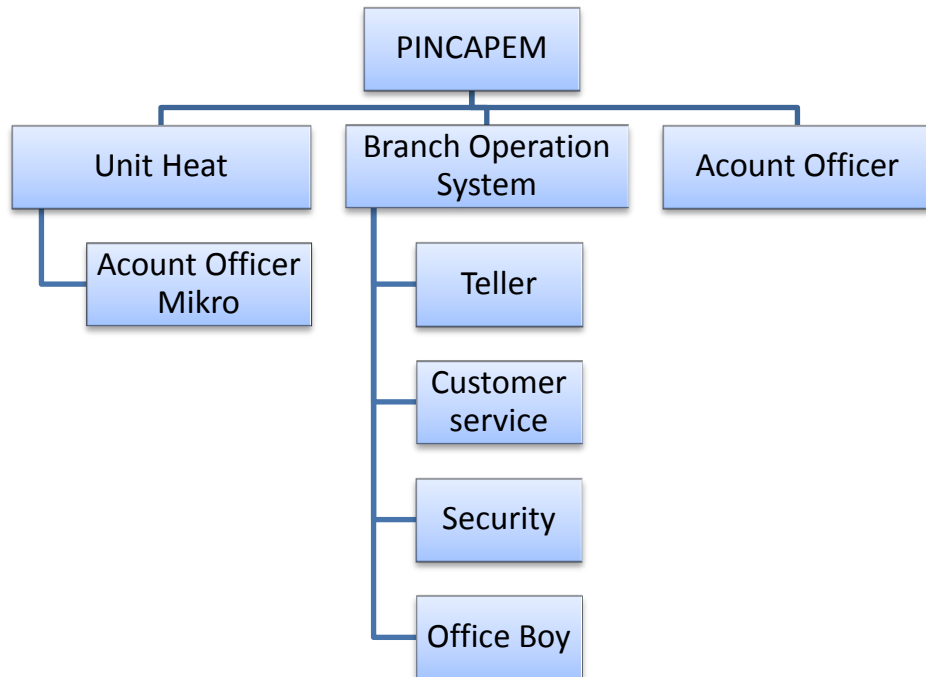 PINCAPEM
Unit Heat
Branch Operation
System
Acount Officer
Acount Officer
Mikro
Teller
Customer
service
Security
Office Boy